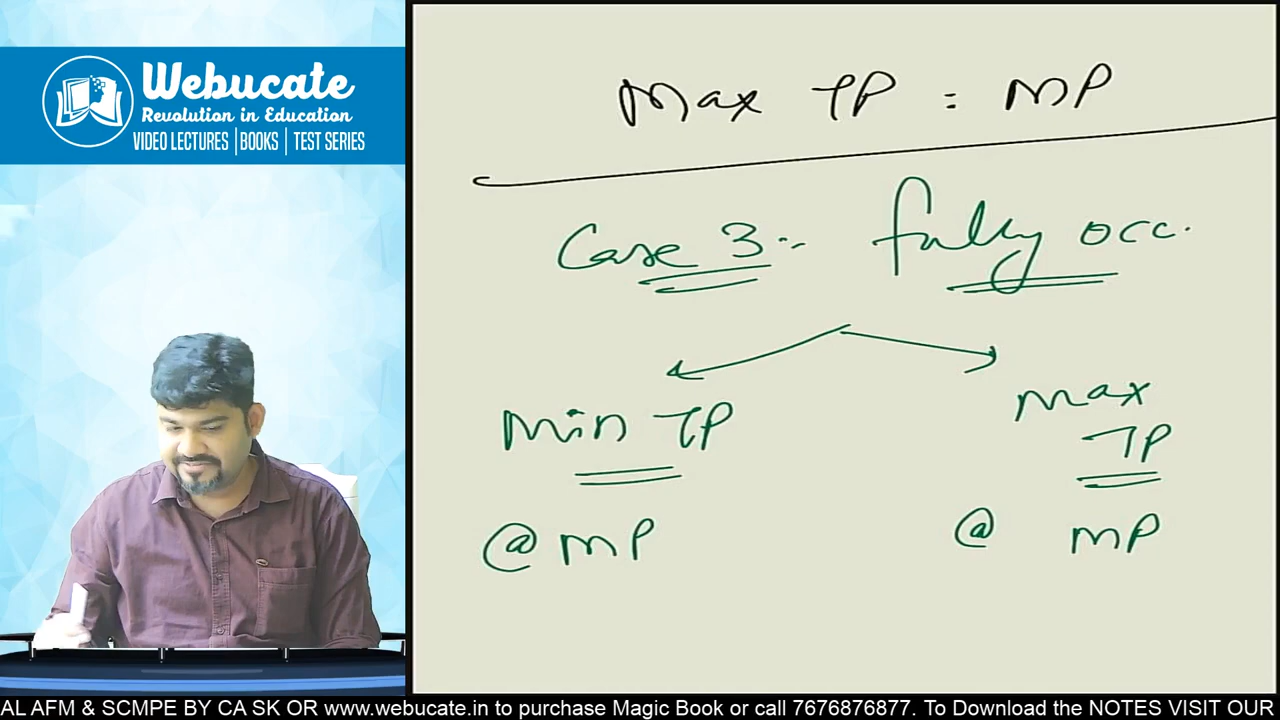 Webucate
Revolution in Education
VIDEO LECTURES | BOOKS | TEST SERIES
Max TP = MP
Case 3:- fully occ.
Min TP
Max
TP
@ MP
@ MP
AL AFM & SCMPE BY CA SK OR www.webucate.in to purchase Magic Book or call 7676876877. To Download the NOTES VISIT OUR